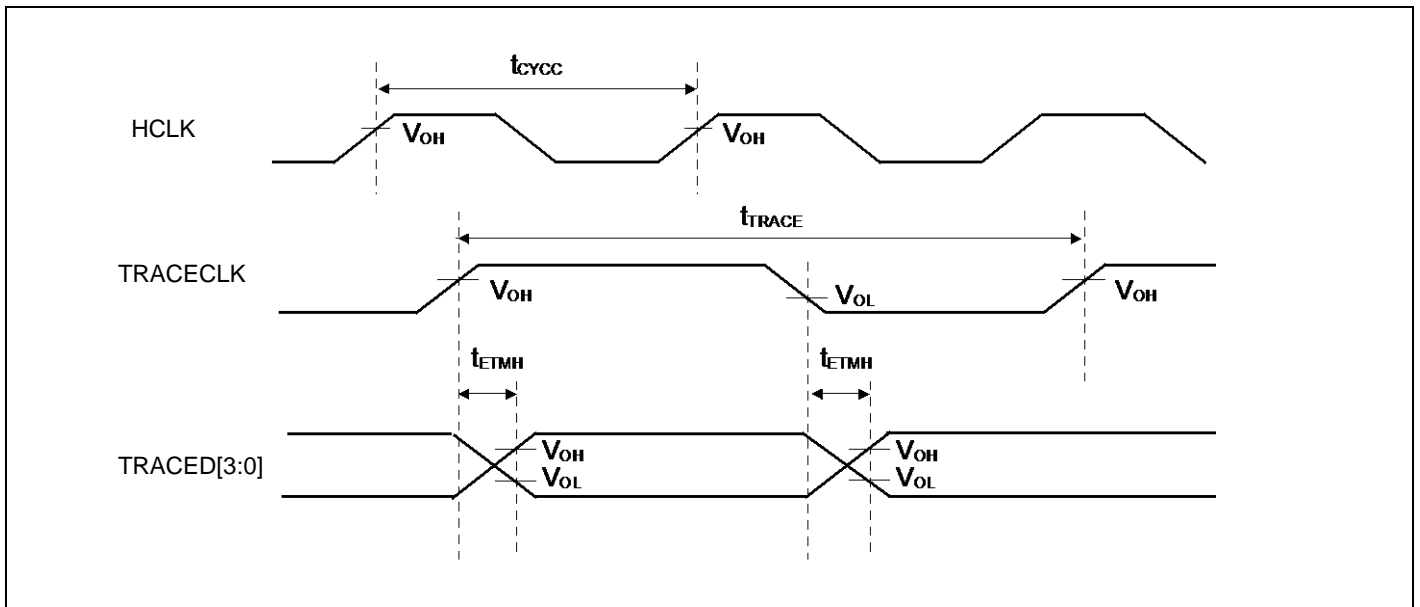 tCYCC
HCLK
VOH
VOH
tTRACE
TRACECLK
VOH
VOL
VOH
tETMH
tETMH
TRACED[3:0]
VOH
VOH
VOL
VOL